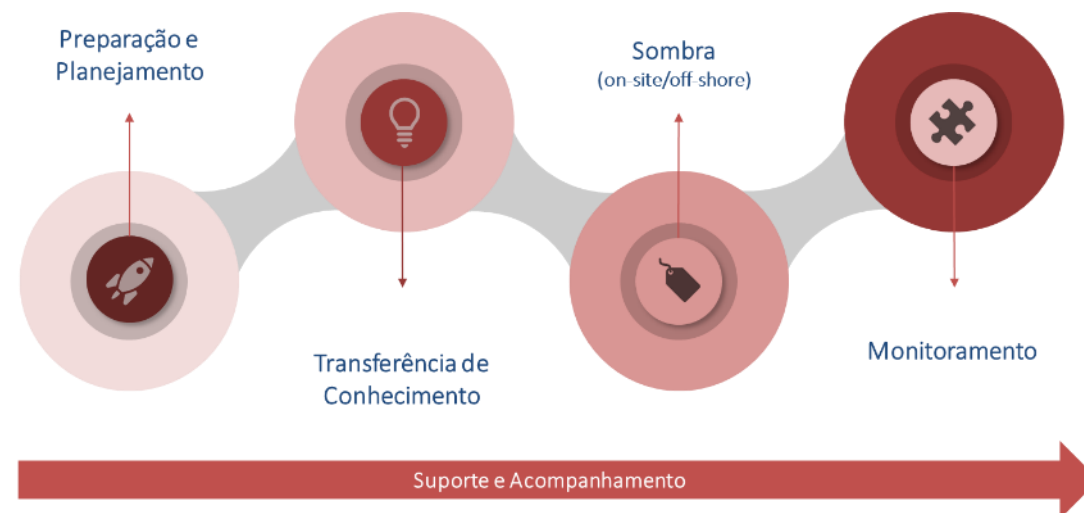 Preparação e
Planejamento
Transferência de
Conhecimento
Sombra
(on-site/off-shore)
Monitoramento
Suporte e Acompanhamento